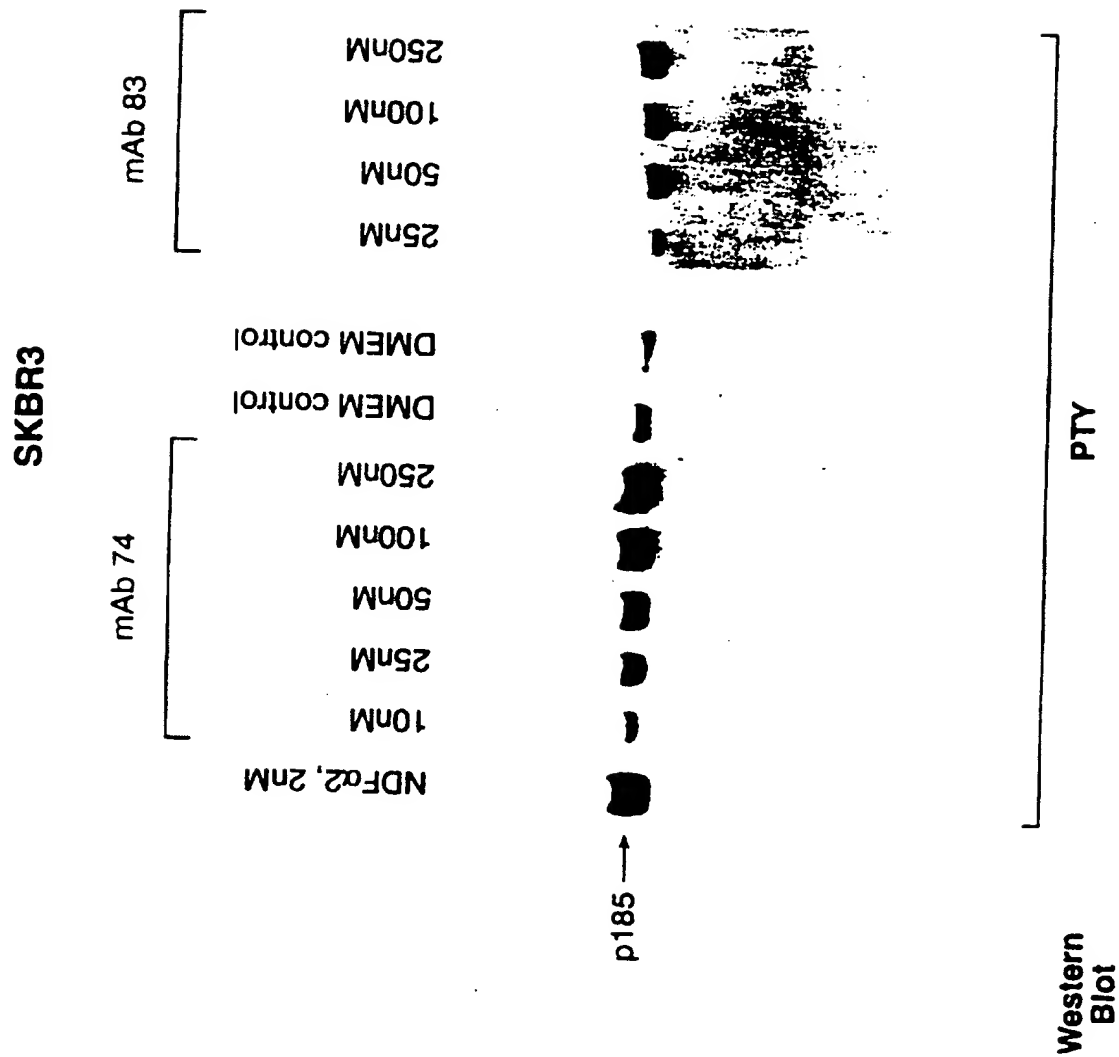 SKBR3
mAb 74
mAb 83
NDFα2, 2nM
10nM
25nM
50nM
100nM
250nM
DMEM control
DMEM control
25nM
50nM
100nM
250nM
p185
Western
Blot
PTY